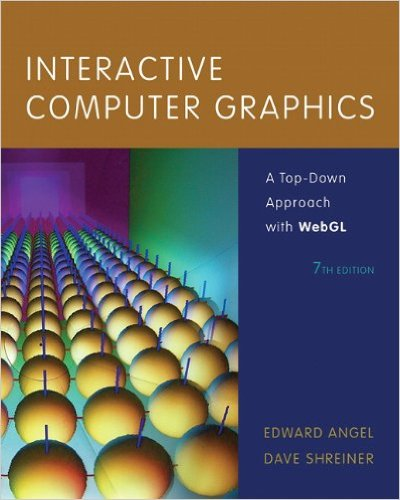 INTERACTIVE
COMPUTER GRAPHICS
A Top-Down
Approach
with WebGL
7TH EDITION
EDWARD ANGEL
DAVE SHREINER